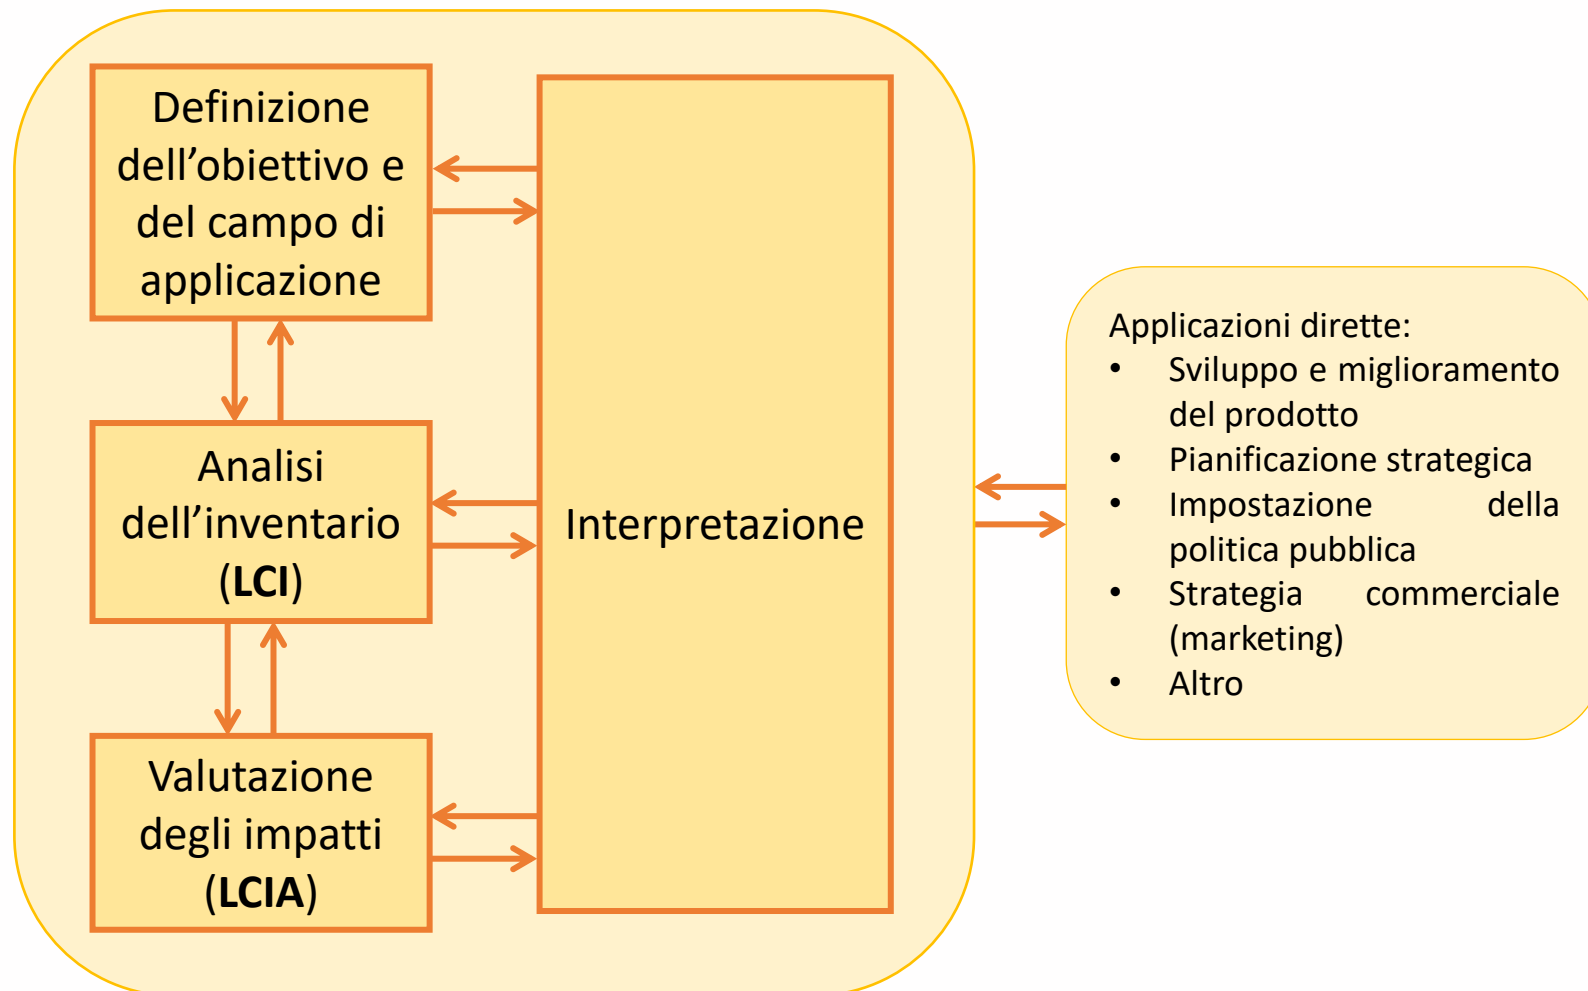 Definizione
dell’obiettivo e
del campo di
applicazione
Analisi
dell’inventario
(LCI)
Valutazione
degli impatti
(LCIA)
Interpretazione
Applicazioni dirette:
• Sviluppo e miglioramento
del prodotto
• Pianificazione strategica
• Impostazione della
politica pubblica
• Strategia commerciale
(marketing)
• Altro